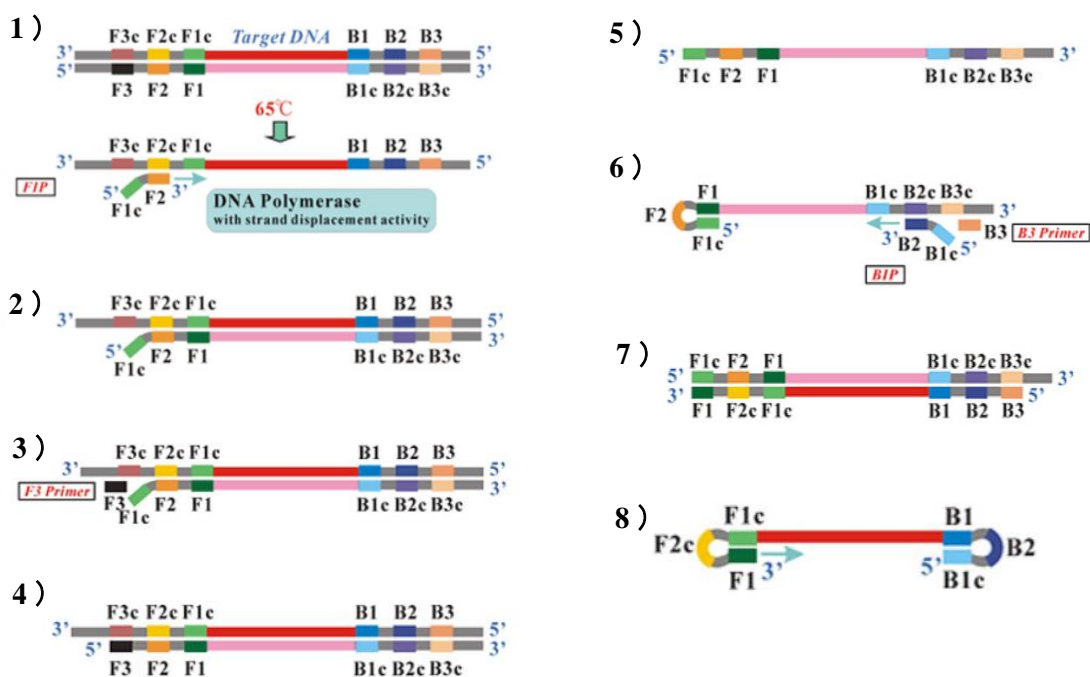 1）
F3c F2c F1c Target DNA B1 B2 B3
3’ 5’
5’ 3’
F3 F2 F1 B1c B2c B3c
65℃
F3c F2c F1c B1 B2 B3
3’ 5’
FIP
5’ F2 3’
F1c
DNA Polymerase
with strand displacement activity
2）
F3c F2c F1c B1 B2 B3
3’ 5’
5’ 3’
F1c F2 F1 B1c B2c B3c
3）
F3c F2c F1c B1 B2 B3
3’ 5’
F3 Primer 3’
F3 F1c F2 F1 B1c B2c B3c
4）
F3c F2c F1c B1 B2 B3
3’ 5’
5’ 3’
F3 F2 F1 B1c B2c B3c
5）
5’ 3’
F1c F2 F1 B1c B2c B3c
6）
F1 B1c B2c B3c
F2 3’
F1c 5’ 3’ B2 B1c 5’ B3 B3 Primer
BIP
7）
F1c F2 F1 B1c B2c B3c
5’ 3’
3’ 5’
F1 F2c F1c B1 B2 B3
8）
F1c B1
F2c B2
F1 3’ 5’ B1c